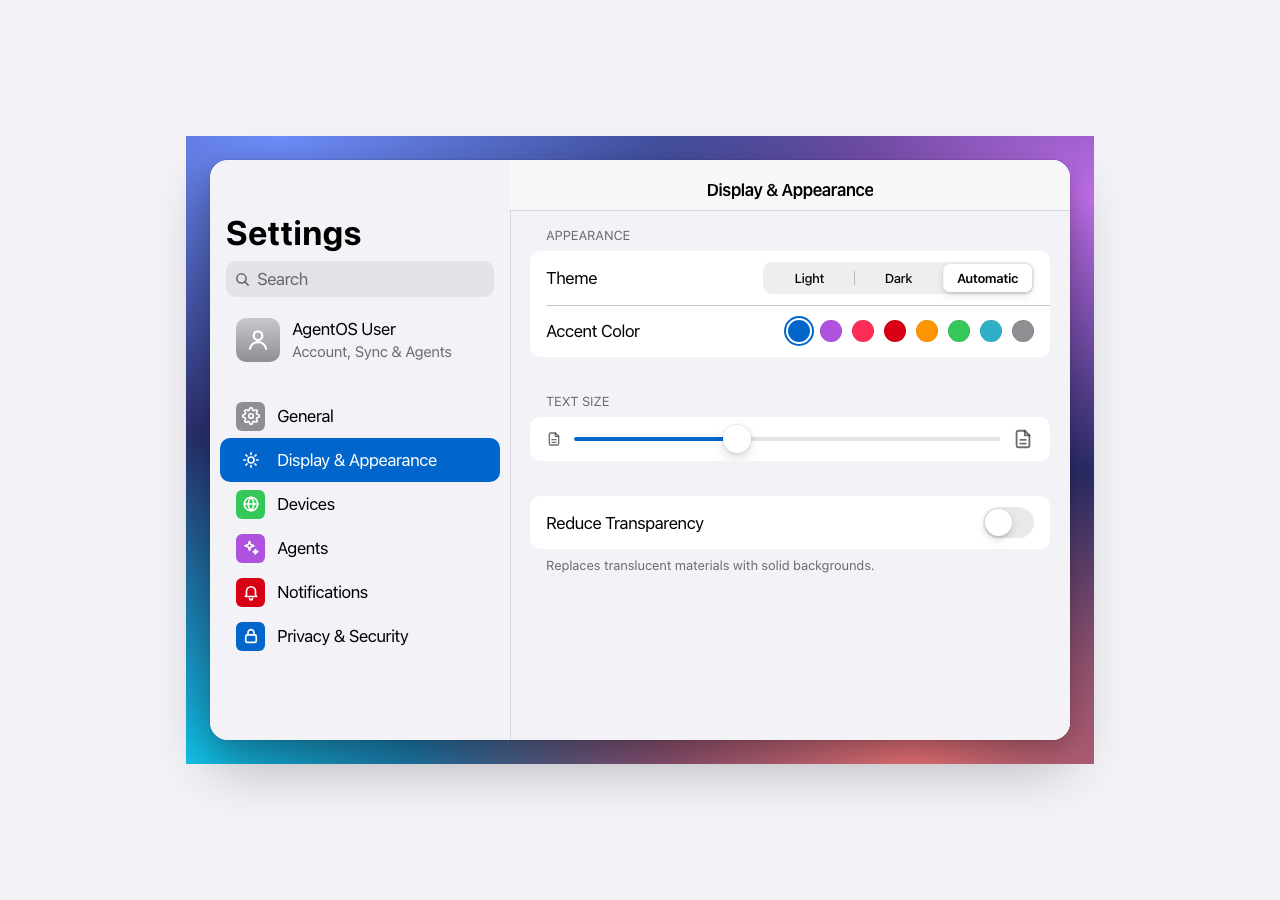 Display & Appearance
Settings
Search
AgentOS User
Account, Sync & Agents
General
Display & Appearance
Devices
Agents
Notifications
Privacy & Security
APPEARANCE
Theme
Light
Dark
Automatic
Accent Color
TEXT SIZE
Reduce Transparency
Replaces translucent materials with solid backgrounds.